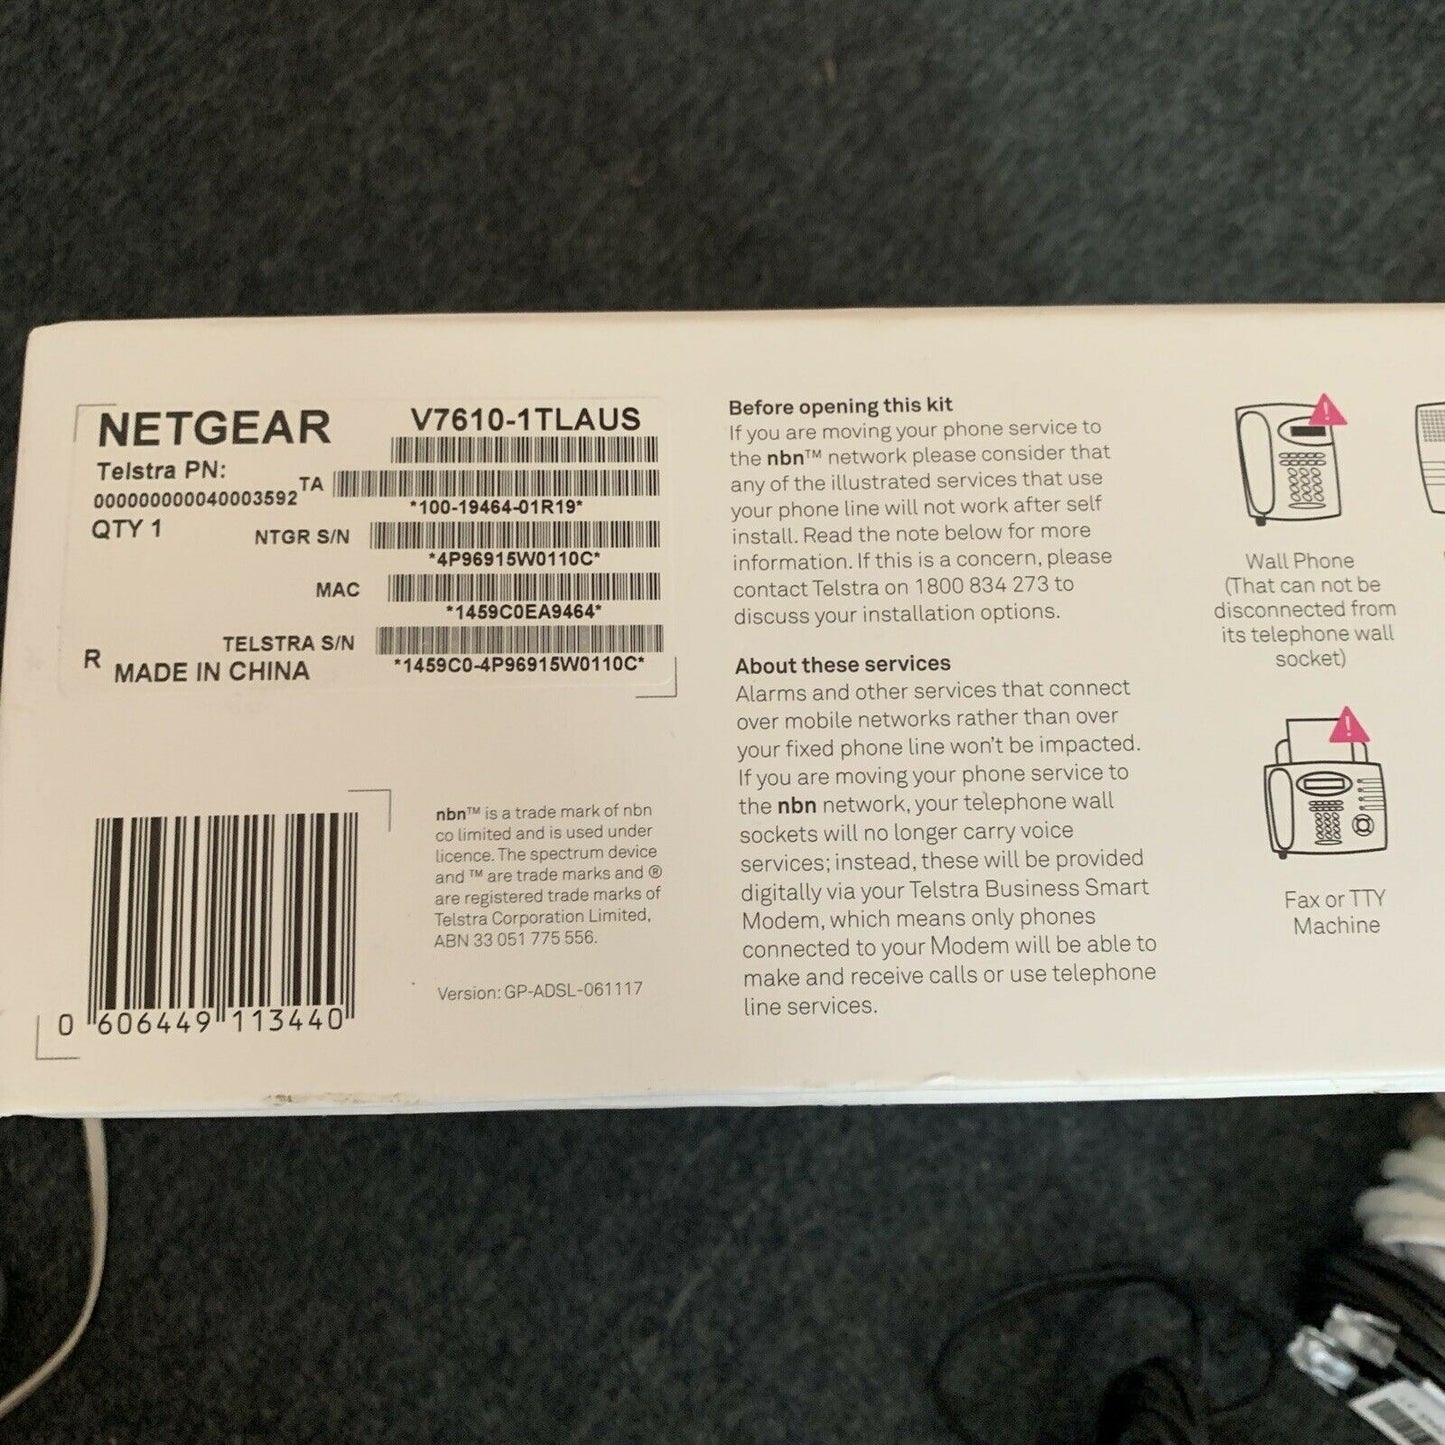 NETGEAR
V7610-1TLAUS
Telstra PN:
000000000040003592
TA
*100-19464-01R19*
QTY 1
NTGR S/N
*4P96915W0110C*
MAC
*1459C0EA9464*
TELSTRA S/N
*1459C0-4P96915W0110C*
R MADE IN CHINA
0 606449 113440
nbn™ is a trade mark of nbn
co limited and is used under
licence. The spectrum device
and ™ are trade marks and ®
are registered trade marks of
Telstra Corporation Limited,
ABN 33 051 775 556.
Version: GP-ADSL-061117
Before opening this kit
If you are moving your phone service to
the nbn™ network please consider that
any of the illustrated services that use
your phone line will not work after self
install. Read the note below for more
information. If this is a concern, please
contact Telstra on 1800 834 273 to
discuss your installation options.
About these services
Alarms and other services that connect
over mobile networks rather than over
your fixed phone line won't be impacted.
If you are moving your phone service to
the nbn network, your telephone wall
sockets will no longer carry voice
services; instead, these will be provided
digitally via your Telstra Business Smart
Modem, which means only phones
connected to your Modem will be able to
make and receive calls or use telephone
line services.
Wall Phone
(That can not be
disconnected from
its telephone wall
socket)
Fax or TTY
Machine